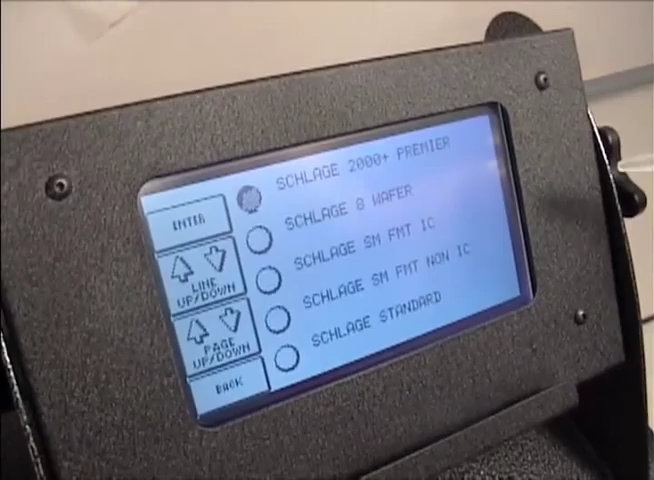 SCHLAGE 2000+ PREMIER
SCHLAGE 8 WAFER
SCHLAGE SM FMT IC
SCHLAGE SM FMT NON IC
SCHLAGE STANDARD
ENTER
LINE
UP/DOWN
PAGE
UP/DOWN
BACK